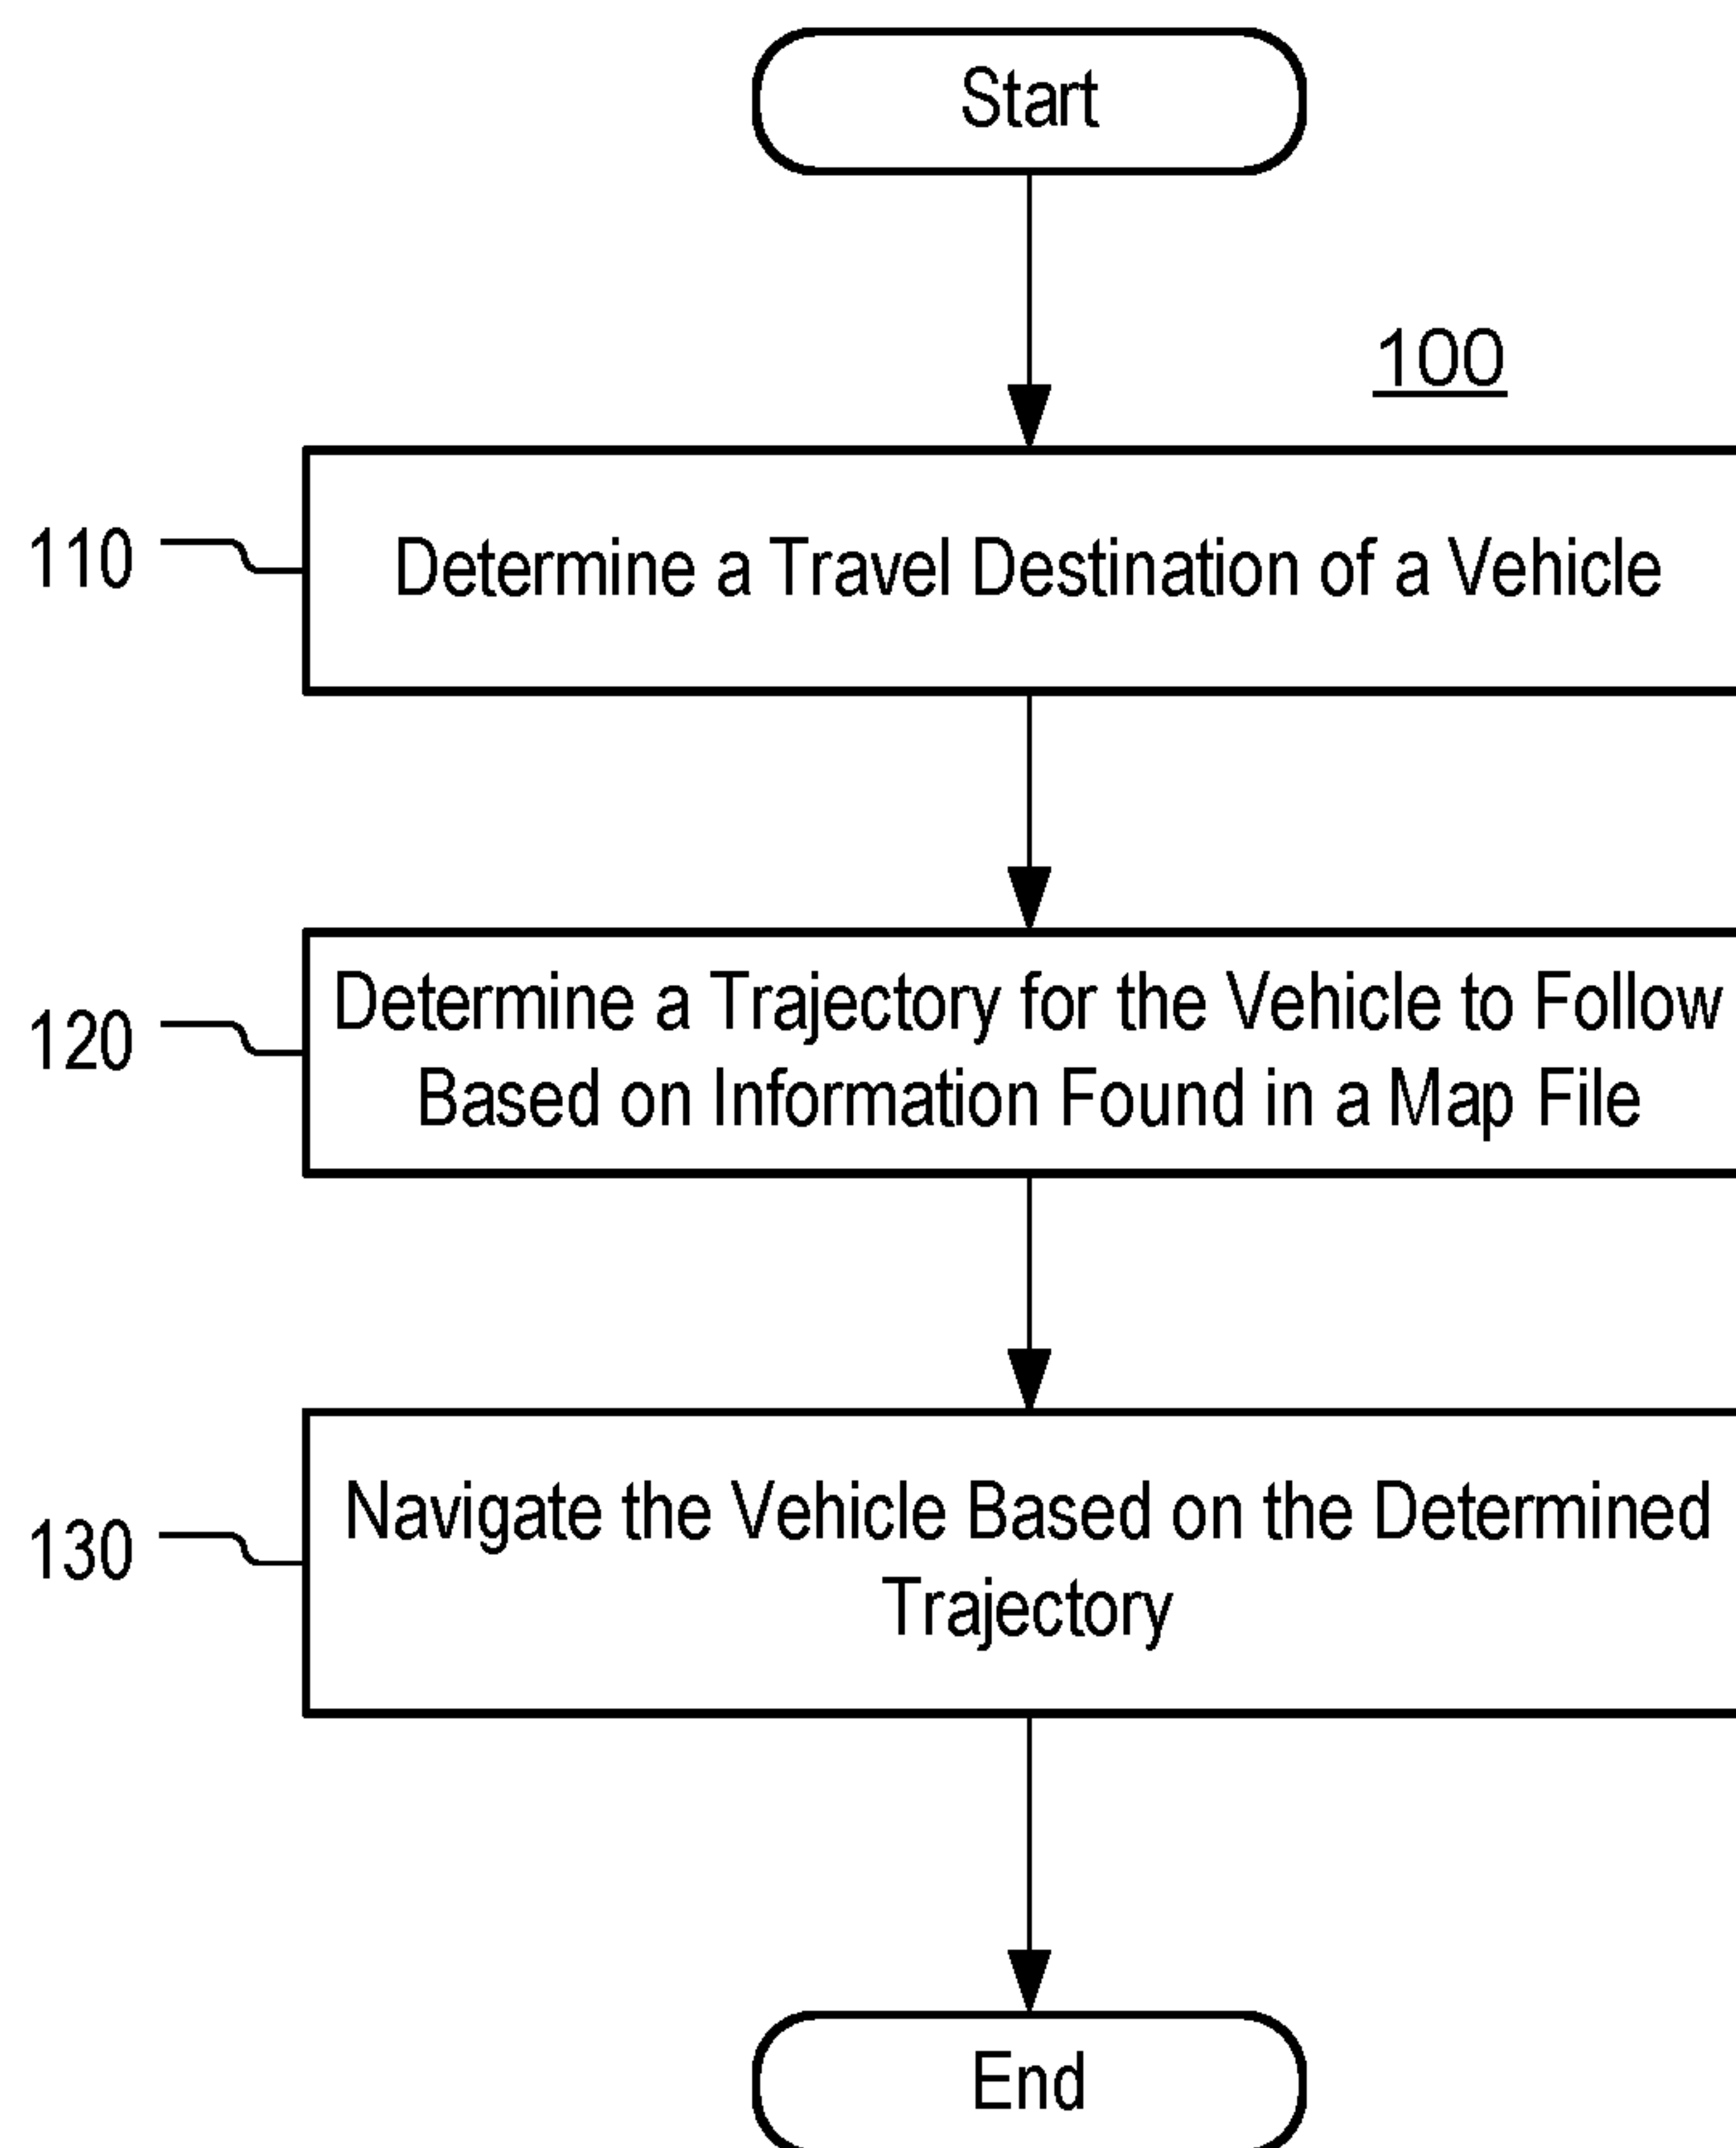 Start
100
110
Determine a Travel Destination of a Vehicle
120
Determine a Trajectory for the Vehicle to Follow
Based on Information Found in a Map File
130
Navigate the Vehicle Based on the Determined
Trajectory
End